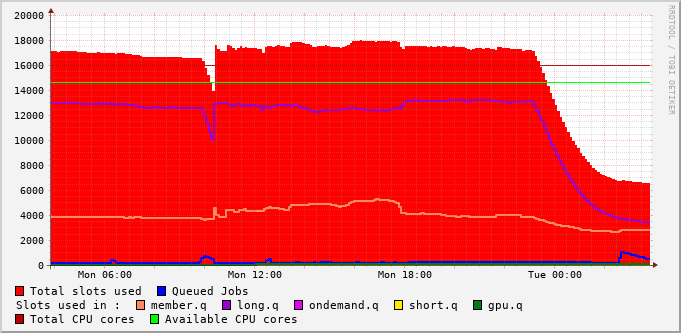 20000
18000
16000
14000
12000
10000
8000
6000
4000
2000
0
Mon 06:00 Mon 12:00 Mon 18:00 Tue 00:00
RRDTOOL / TOBI OETIKER
Total slots used Queued Jobs
Slots used in : member.q long.q ondemand.q short.q gpu.q
Total CPU cores Available CPU cores